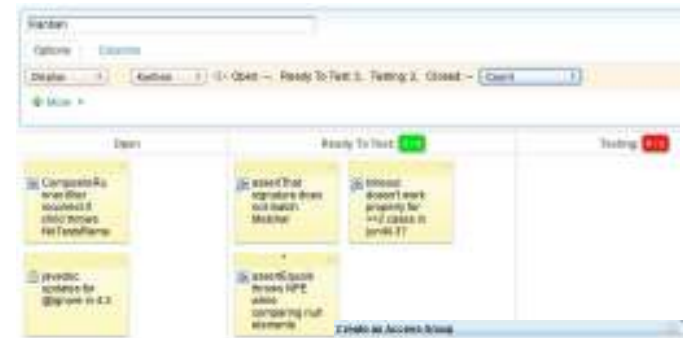 Kanban
Options Columns
Display Kanban Open ~, Ready To Test 3, Testing 2, Closed ~ Count
More
Open Ready To Test Testing
CompositeRu
nner filter
incorrect if
child throws
assertThat
signature does
not match
Matcher
timeout
doesn't work
properly for
>=2 cases in
junit4.3?
javadoc
updates for
@Ignore in 4.3
assertEquals
throws NPE
while
comparing null
elements
Create an Access Group